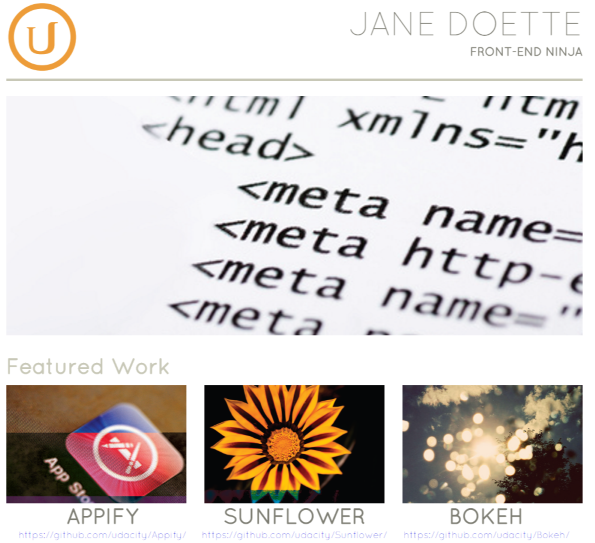 U
JANE DOETTE
FRONT-END NINJA
<html xmlns="h
<head>
<meta name=
<meta http-e
<meta name="
<meta n
Featured Work
App Sto
APPIFY
SUNFLOWER
BOKEH
https://github.com/udacity/Appity/
https://github.com/udacity/Sunflower/
https://github.com/udacity/Bokeh/